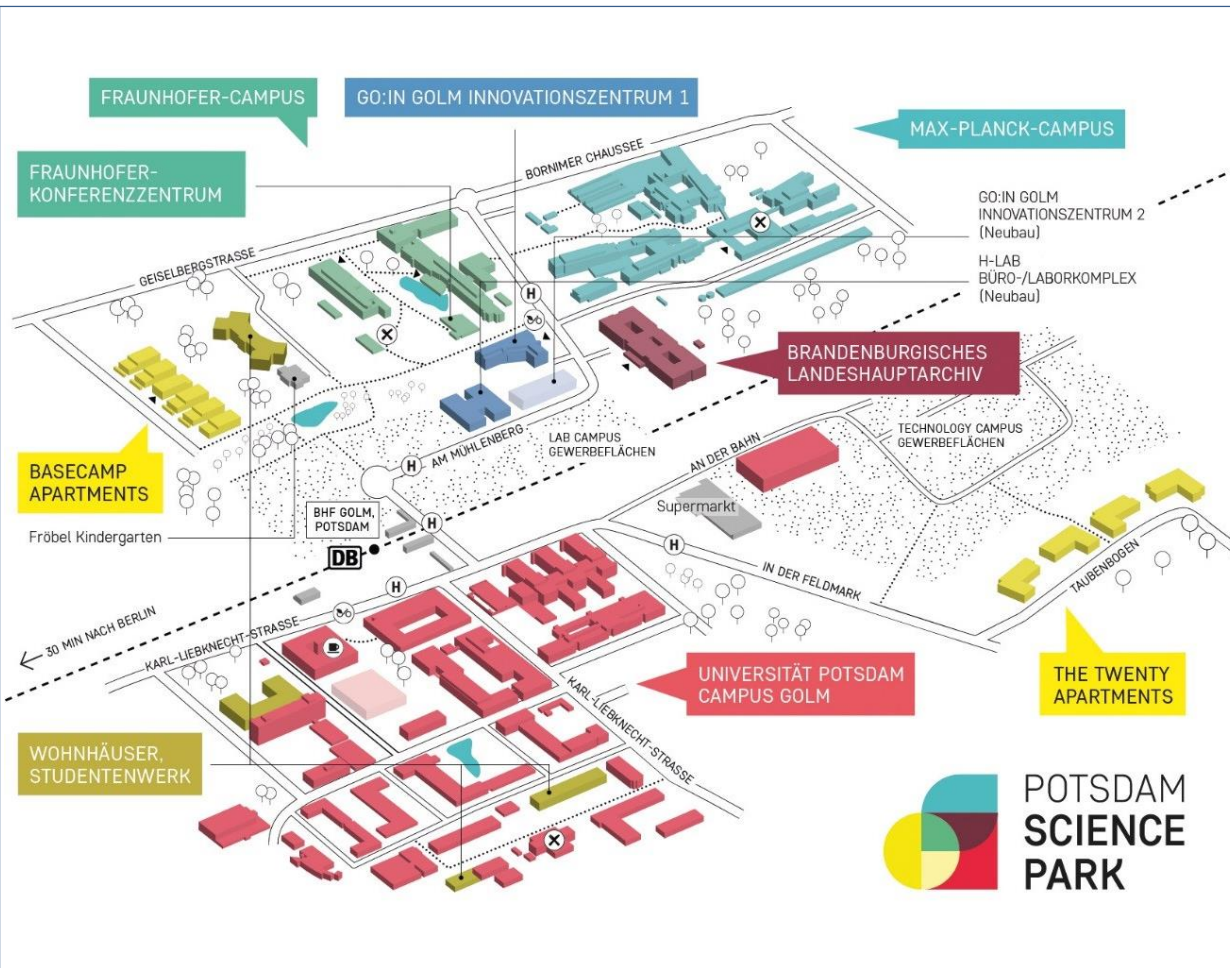 FRAUNHOFER-CAMPUS
GO:IN GOLM INNOVATIONSZENTRUM 1
MAX-PLANCK-CAMPUS
FRAUNHOFER-
KONFERENZZENTRUM
BORNIMER CHAUSSEE
GO:IN GOLM
INNOVATIONSZENTRUM 2
(Neubau)
H-LAB
BÜRO-/LABORKOMPLEX
(Neubau)
GEISELBERGSTRASSE
H
BRANDENBURGISCHES
LANDESHAUPTARCHIV
TECHNOLOGY CAMPUS
GEWERBEFLÄCHEN
LAB CAMPUS
GEWERBEFLÄCHEN
AM MÜHLENBERG
H
AN DER BAHN
BASECAMP
APARTMENTS
Fröbel Kindergarten
BHF GOLM,
POTSDAM
DB
H
Supermarkt
H
IN DER FELDMARK
TAUBENBOGEN
H
30 MIN NACH BERLIN
KARL-LIEBKNECHT-STRASSE
UNIVERSITÄT POTSDAM
CAMPUS GOLM
KARL-LIEBKNECHT-STRASSE
THE TWENTY
APARTMENTS
WOHNHÄUSER,
STUDENTENWERK
POTSDAM
SCIENCE
PARK